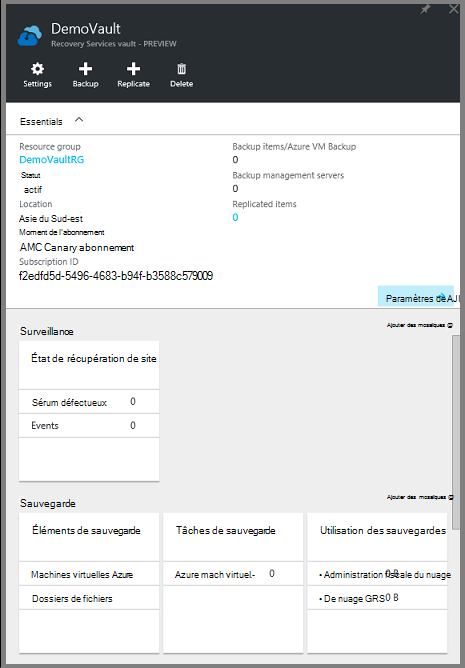 DemoVault
Recovery Services vault - PREVIEW
Settings Backup Replicate Delete
Essentials
Resource group
DemoVaultRG
Statut
actif
Location
Asie du Sud-est
Moment de l'abonnement
AMC Canary abonnement
Subscription ID
f2edfd5d-5496-4683-b94f-b3588c579009
Backup items/Azure VM Backup
0
Backup management servers
0
Replicated items
0
Paramètres de AJI
Surveillance
Ajouter des mosaïques
État de récupération de site
Sérum défectueux 0
Events 0
Sauvegarde
Ajouter des mosaïques
Éléments de sauvegarde
Machines virtuelles Azure
Dossiers de fichiers
Tâches de sauvegarde
Azure mach virtuel- 0
Utilisation des sauvegardes
• Administration fiscale du nuage 0 B
• De nuage GRS 0 B